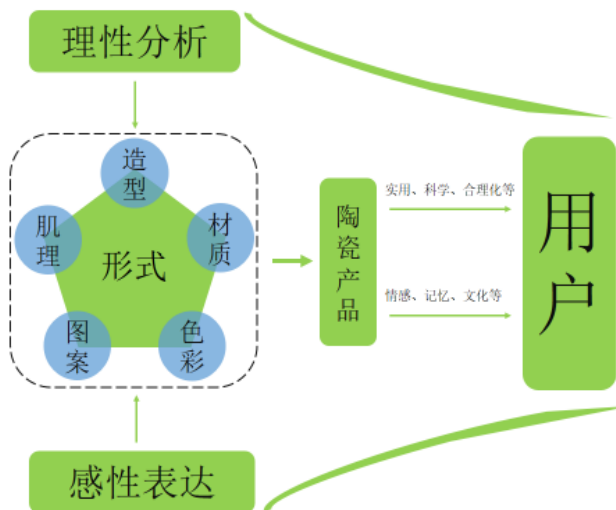 理性分析
造
型
肌
理
材
质
形式
图
案
色
彩
陶
瓷
产
品
实用、科学、合理化等
情感、记忆、文化等
用
户
感性表达